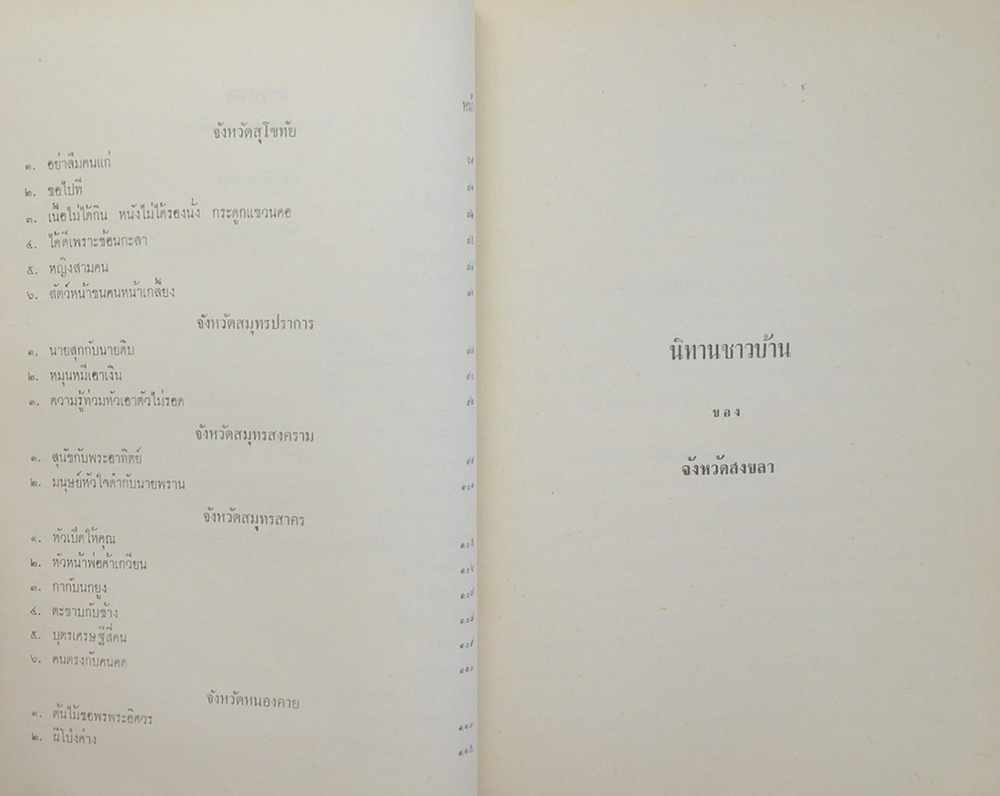 หน้า
จังหวัดสุโขทัย
๑. อย่าลืมคนแก่
๒. ขอไปที
๓. เนื้อไม่ได้กิน หนังไม่ได้รองนั่ง กระดูกแขวนคอ
๔. ได้ดีเพราะช้อนกะลา
๕. หญิงสามคน
๖. สัตว์หน้าขนคนหน้าเกลี้ยง
จังหวัดสมุทรปราการ
๑. นายสุกกับนายดิบ
๒. หมุนหมีเอาเงิน
๓. ความรู้ท่วมหัวเอาตัวไม่รอด
จังหวัดสมุทรสงคราม
๑. สุนัขกับพระอาทิตย์
๒. มนุษย์หัวใจดำกับนายพราน
จังหวัดสมุทรสาคร
๑. หัวเป็ดให้คุณ
๒. หัวหน้าพ่อค้าเกวียน ๑๐๖
๓. กากับนกยูง
๔. ตะขาบกับช้าง
๕. บุตรเศรษฐีสี่คน
๖. คนตรงกับคนคด ๑๑๐
จังหวัดหนองคาย
๑. ต้นไม้ขอพรพระอิศวร
๒. ผีโป่งค่าง
นิทานชาวบ้าน
ของ
จังหวัดสงขลา